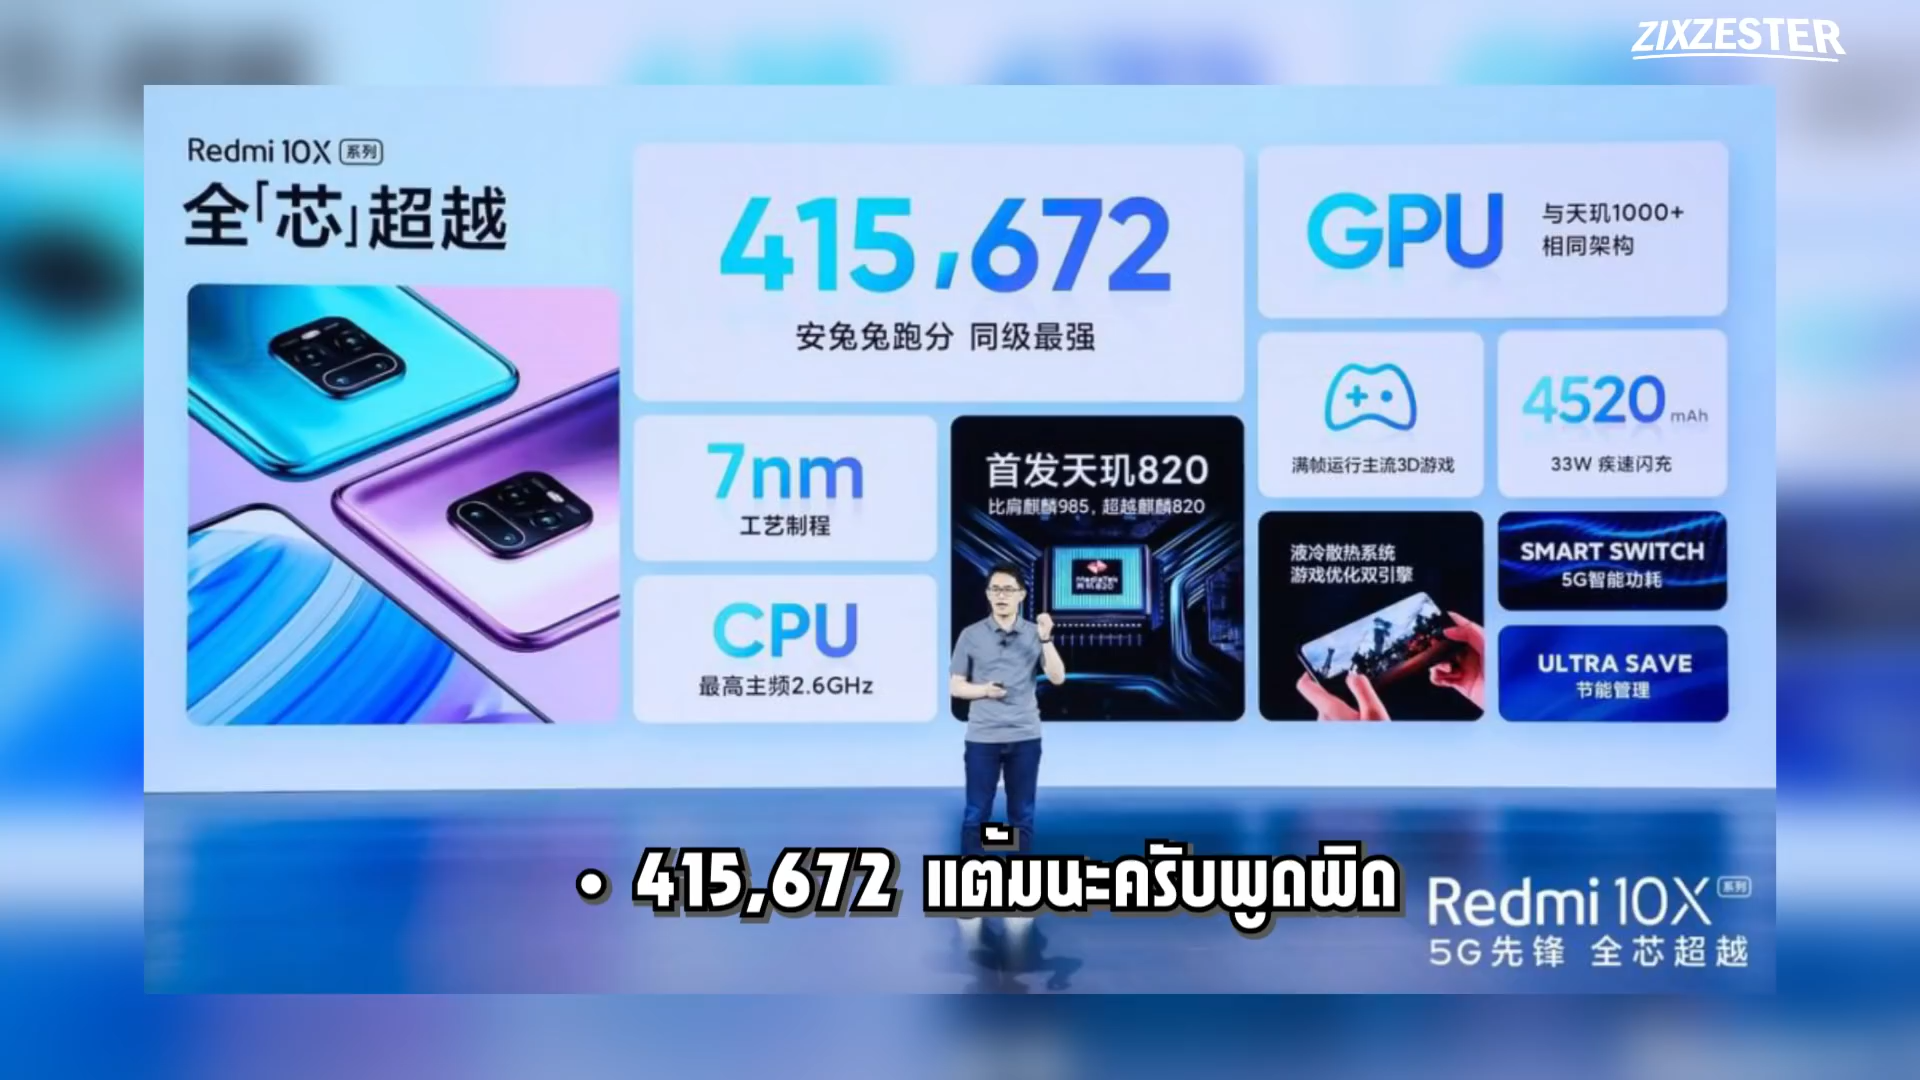 ZIXZESTER
Redmi 10X 系列
全「芯」超越
415,672
安兔兔跑分 同级最强
GPU
与天玑1000+
相同架构
7nm
工艺制程
CPU
最高主频2.6GHz
首发天玑820
比肩麒麟985，超越麒麟820
MediaTek
天玑820
满帧运行主流3D游戏
4520 mAh
33W 疾速闪充
液冷散热系统
游戏优化双引擎
SMART SWITCH
5G智能功耗
ULTRA SAVE
节能管理
• 415,672 แต้มนะครับพูดผิด
Redmi 10X 系列
5G先锋 全芯超越